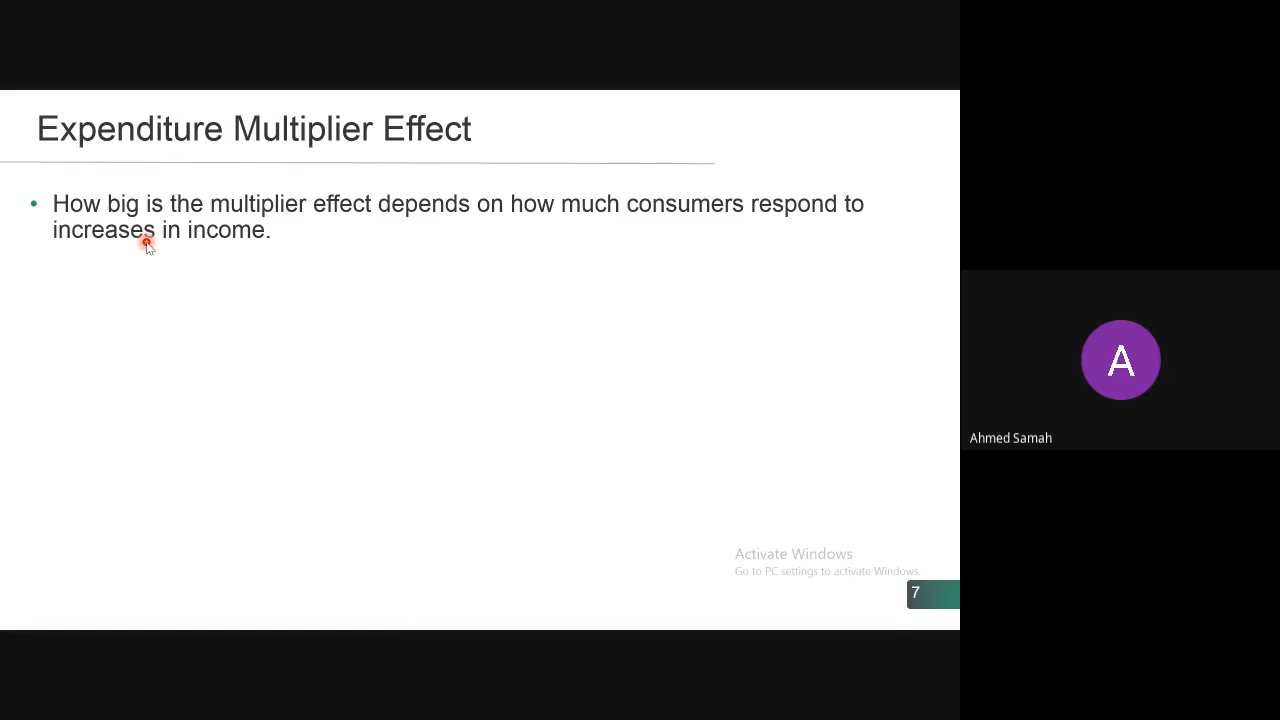 Expenditure Multiplier Effect
• How big is the multiplier effect depends on how much consumers respond to
increases in income.
A
Ahmed Samah
Activate Windows
Go to PC settings to activate Windows.
7